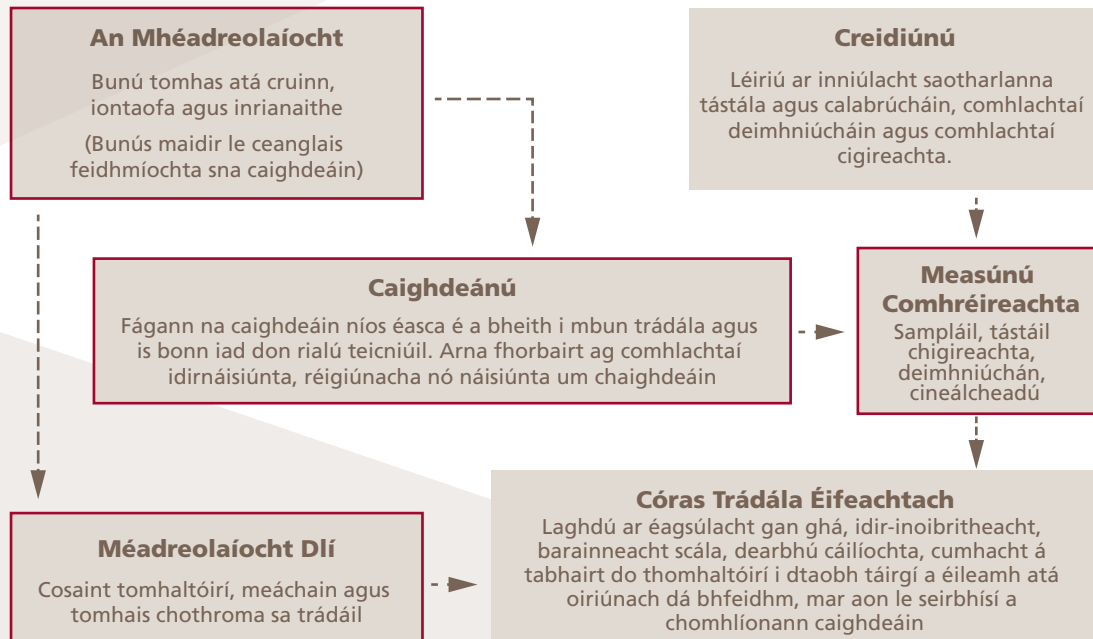 An Mhéadreolaíocht
Bunú tomhas atá cruinn,
iontaofa agus inrianaithe
(Bunús maidir le ceanglais
feidhmíochta sna caighdeáin)
Creidiúnú
Léiriú ar inniúlacht saotharlanna
tástála agus calabrúcháin, comhlachtaí
deimhniúcháin agus comhlachtaí
cigireachta.
Caighdeánú
Fágann na caighdeáin níos éasca é a bheith i mbun trádála agus
is bonn iad don rialú teicniúil. Arna fhorbairt ag comhlachtaí
idirnáisiúnta, réigiúnacha nó náisiúnta um chaighdeáin
Measúnú
Comhréireachta
Sampláil, tástáil
chigireachta,
deimhniúchán,
cineálcheadú
Méadreolaíocht Dlí
Cosaint tomhaltóirí, meáchain agus
tomhais chothroma sa trádáil
Córas Trádála Éifeachtach
Laghdú ar éagsúlacht gan ghá, idir-inoibritheacht,
barainneacht scála, dearbhú cáilíochta, cumhacht á
tabhairt do thomhaltóirí i dtaobh táirgí a éileamh atá
oiriúnach dá bhfeidhm, mar aon le seirbhísí a
chomhlíonann caighdeáin